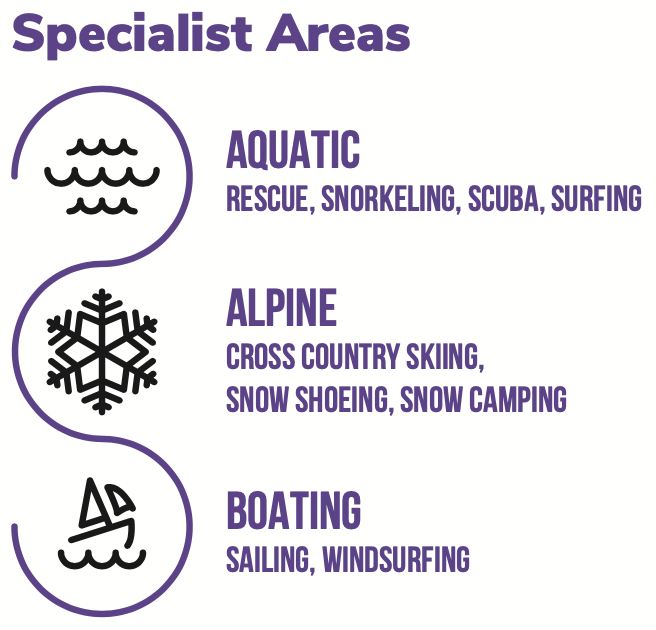 Specialist Areas
AQUATIC
RESCUE, SNORKELING, SCUBA, SURFING
ALPINE
CROSS COUNTRY SKIING,
SNOW SHOEING, SNOW CAMPING
BOATING
SAILING, WINDSURFING